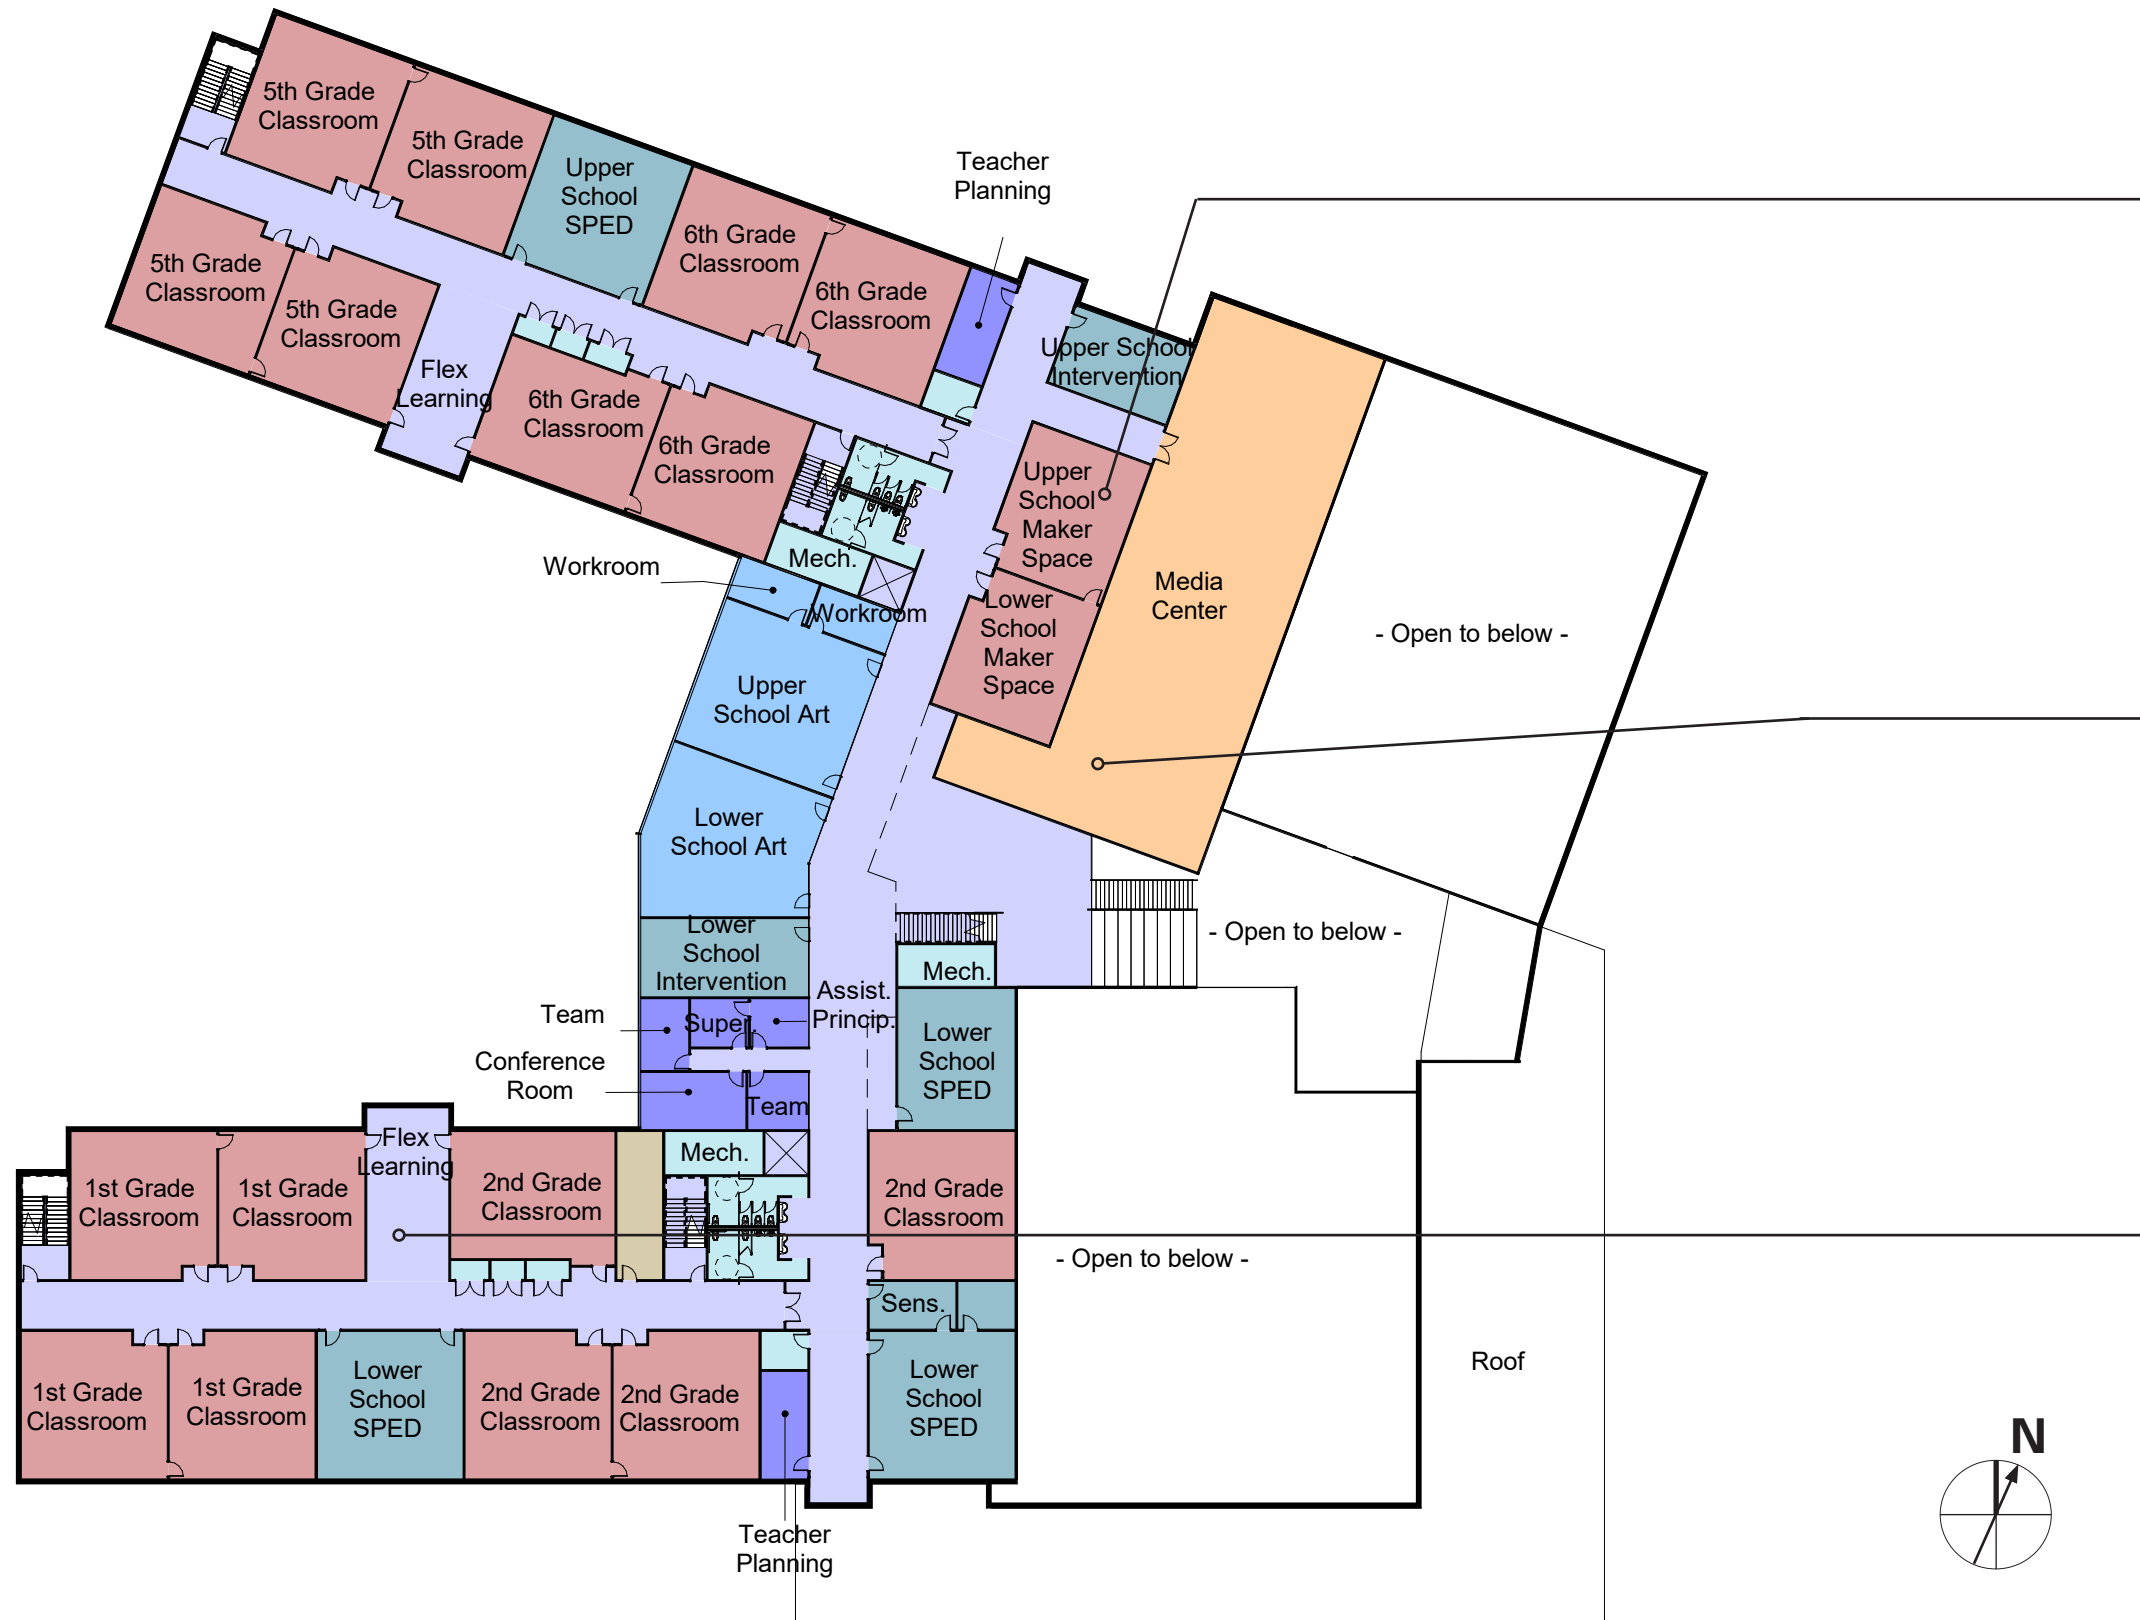 5th Grade
Classroom
5th Grade
Classroom
Upper
School
SPED
Teacher
Planning
6th Grade
Classroom
5th Grade
Classroom
5th Grade
Classroom
6th Grade
Classroom
Upper School
Intervention
Flex
Learning
6th Grade
Classroom
6th Grade
Classroom
Upper
School
Maker
Space
Workroom
Mech.
Workroom
Lower
School
Maker
Space
Media
Center
- Open to below -
Upper
School Art
Lower
School Art
Lower
School
Intervention
- Open to below -
Mech.
Assist.
Princip.
Team
Super.
Conference
Room
Team
Lower
School
SPED
Flex
Learning
Mech.
1st Grade
Classroom
1st Grade
Classroom
2nd Grade
Classroom
2nd Grade
Classroom
- Open to below -
Sens.
1st Grade
Classroom
1st Grade
Classroom
Lower
School
SPED
2nd Grade
Classroom
2nd Grade
Classroom
Lower
School
SPED
Roof
N
Teacher
Planning